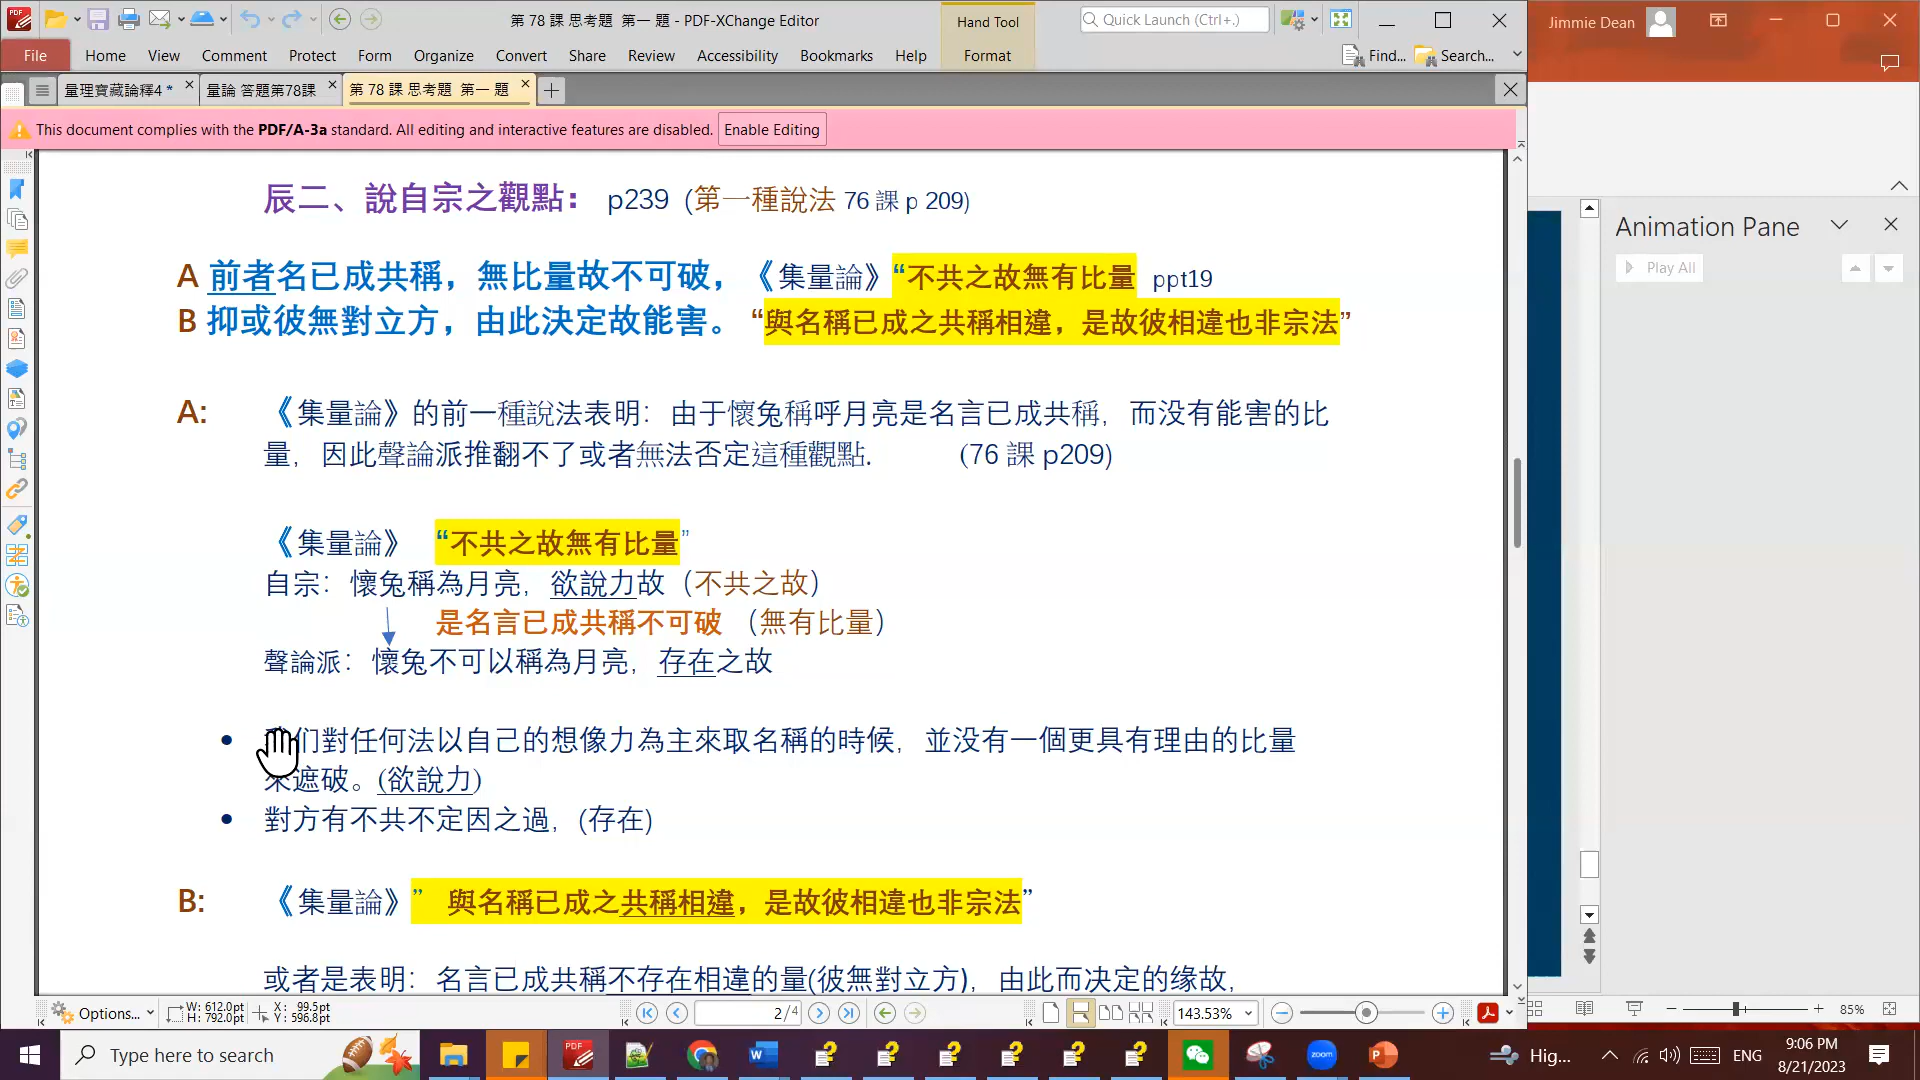 第 78 課 思考題 第一 題 - PDF-XChange Editor
Hand Tool
Quick Launch (Ctrl+.)
Jimmie Dean
File
Home
View
Comment
Protect
Form
Organize
Convert
Share
Review
Accessibility
Bookmarks
Help
Format
Find...
Search...
量理寶藏論釋4 *
量論 答題第78課
第 78 課 思考題 第一 題
This document complies with the PDF/A-3a standard. All editing and interactive features are disabled.
Enable Editing
辰二、說自宗之觀點： p239 (第一種說法 76 課 p 209)
A 前者名已成共稱，無比量故不可破，《集量論》“不共之故無有比量 ppt19
B 抑或彼無對立方，由此決定故能害。 “與名稱已成之共稱相違，是故彼相違也非宗法”
A: 《集量論》的前一種說法表明：由于懷兔稱呼月亮是名言已成共稱，而没有能害的比
量，因此聲論派推翻不了或者無法否定這種觀點. (76 課 p209)
《集量論》 “不共之故無有比量”
自宗：懷兔稱為月亮，欲說力故（不共之故）
是名言已成共稱不可破 （無有比量）
聲論派：懷兔不可以稱為月亮，存在之故
• 们對任何法以自己的想像力為主來取名稱的時候，並没有一個更具有理由的比量
來遮破。(欲說力)
• 對方有不共不定因之過，(存在)
B: 《集量論》” 與名稱已成之共稱相違，是故彼相違也非宗法”
或者是表明：名言已成共稱不存在相違的量(彼無對立方)，由此而决定的缘故，
Animation Pane
Play All
Options...
W: 612.0pt
H: 792.0pt
X: 99.5pt
Y: 596.8pt
2/4
143.53%
85%
Type here to search
zoom
Hig...
ENG
9:06 PM
8/21/2023